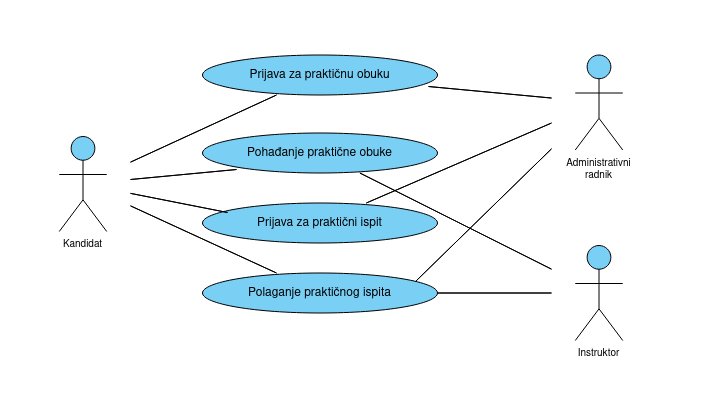 Prijava za praktičnu obuku
Pohađanje praktične obuke
Prijava za praktični ispit
Polaganje praktičnog ispita
Kandidat
Administrativni
radnik
Instruktor